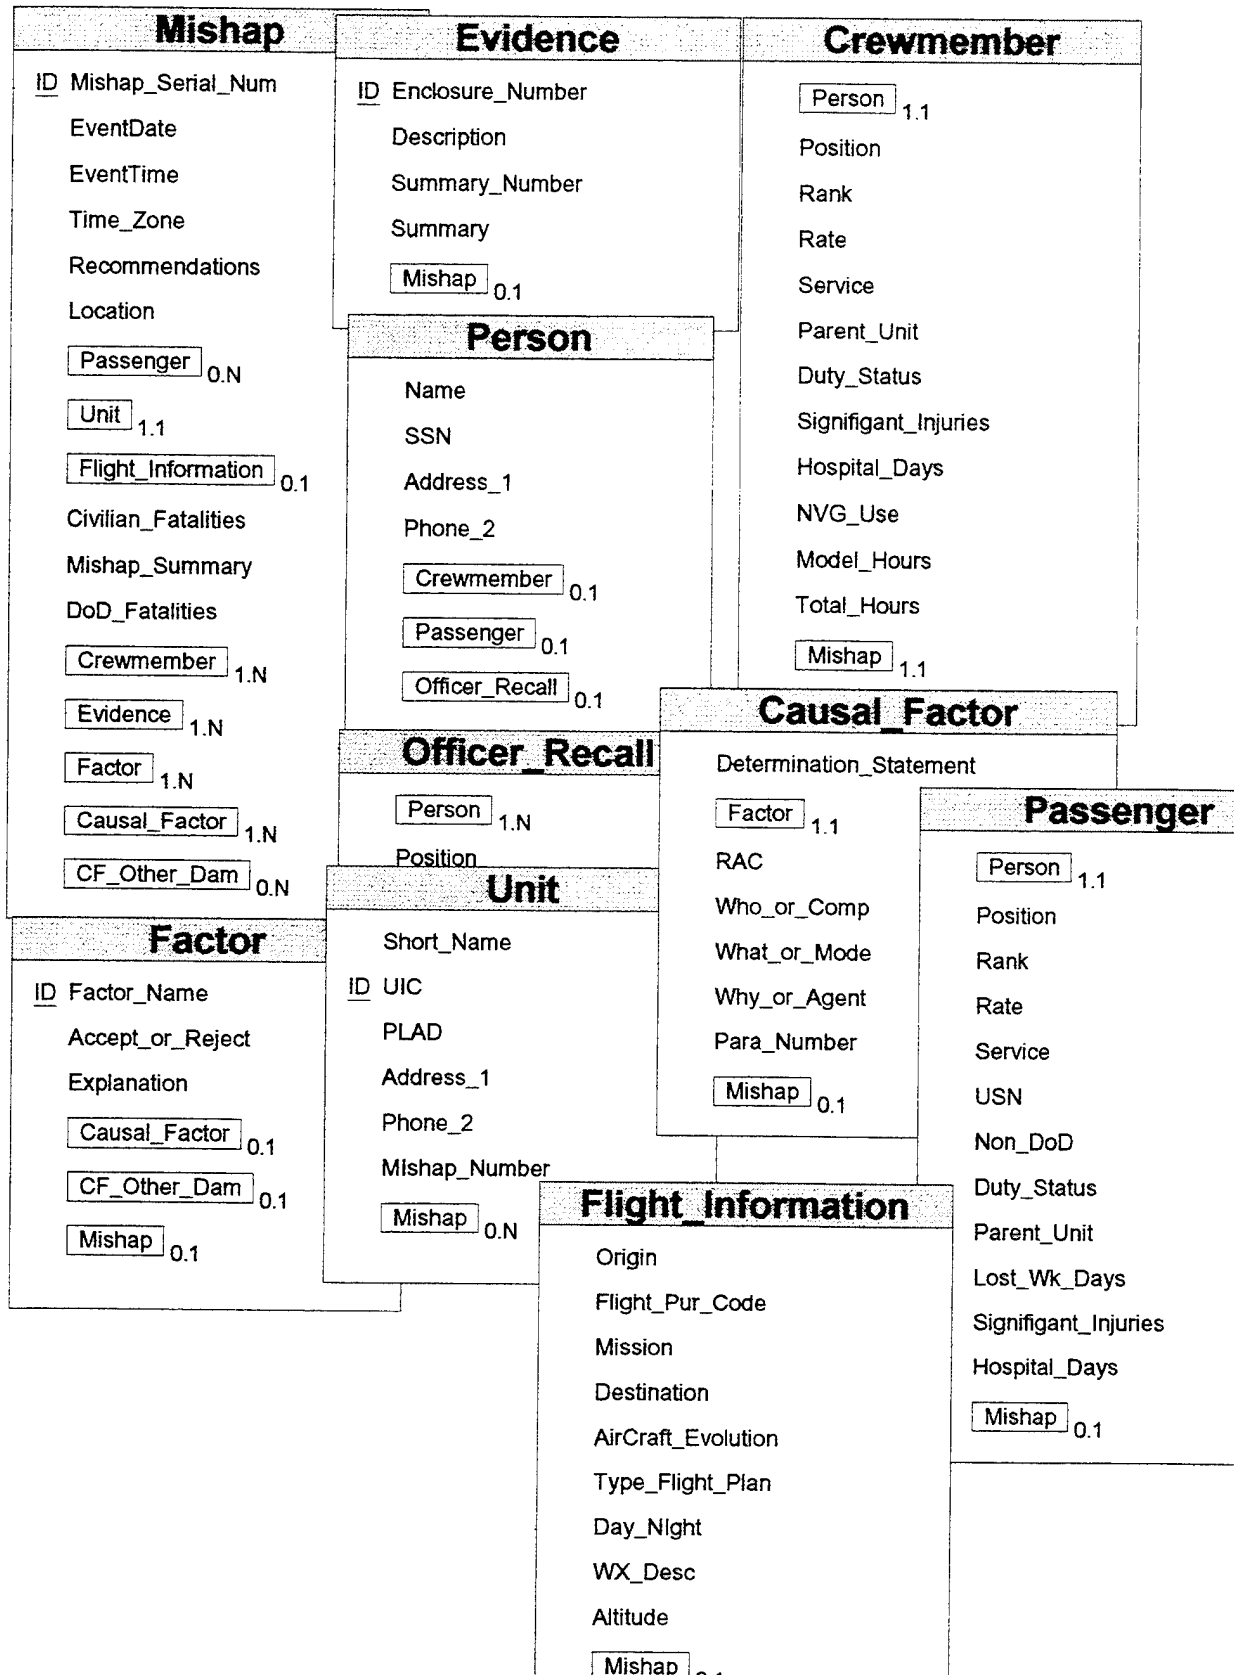 Mishap
ID Mishap_Serial_Num
EventDate
EventTime
Time_Zone
Recommendations
Location
Passenger 0.N
Unit 1.1
Flight_Information 0.1
Civilian_Fatalities
Mishap_Summary
DoD_Fatalities
Crewmember 1.N
Evidence 1.N
Factor 1.N
Causal_Factor 1.N
CF_Other_Dam 0.N
Evidence
ID Enclosure_Number
Description
Summary_Number
Summary
Mishap 0.1
Crewmember
Person 1.1
Position
Rank
Rate
Service
Parent_Unit
Duty_Status
Signifigant_Injuries
Hospital_Days
NVG_Use
Model_Hours
Total_Hours
Mishap 1.1
Person
Name
SSN
Address_1
Phone_2
Crewmember 0.1
Passenger 0.1
Officer_Recall 0.1
Officer_Recall
Person 1.N
Position
Causal_Factor
Determination_Statement
Factor 1.1
RAC
Who_or_Comp
What_or_Mode
Why_or_Agent
Para_Number
Mishap 0.1
Passenger
Person 1.1
Position
Rank
Rate
Service
USN
Non_DoD
Duty_Status
Parent_Unit
Lost_Wk_Days
Signifigant_Injuries
Hospital_Days
Mishap 0.1
Factor
ID Factor_Name
Accept_or_Reject
Explanation
Causal_Factor 0.1
CF_Other_Dam 0.1
Mishap 0.1
Unit
Short_Name
ID UIC
PLAD
Address_1
Phone_2
MIshap_Number
Mishap 0.N
Flight_Information
Origin
Flight_Pur_Code
Mission
Destination
AirCraft_Evolution
Type_Flight_Plan
Day_NIght
WX_Desc
Altitude
Mishap